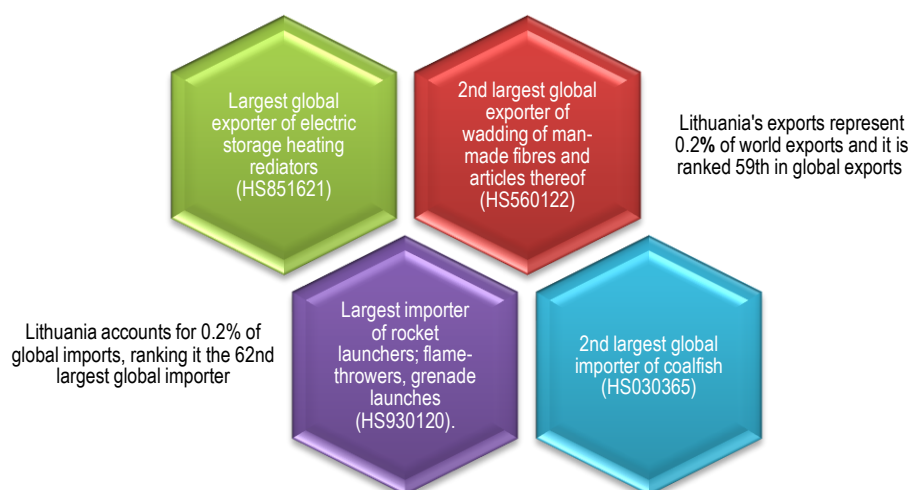 Largest global
exporter of electric
storage heating
rediators
(HS851621)
2nd largest global
exporter of
wadding of man-
made fibres and
articles thereof
(HS560122)
Lithuania's exports represent
0.2% of world exports and it is
ranked 59th in global exports
Lithuania accounts for 0.2% of
global imports, ranking it the 62nd
largest global importer
Largest importer
of rocket
launchers; flame-
throwers, grenade
launches
(HS930120).
2nd largest global
importer of coalfish
(HS030365)